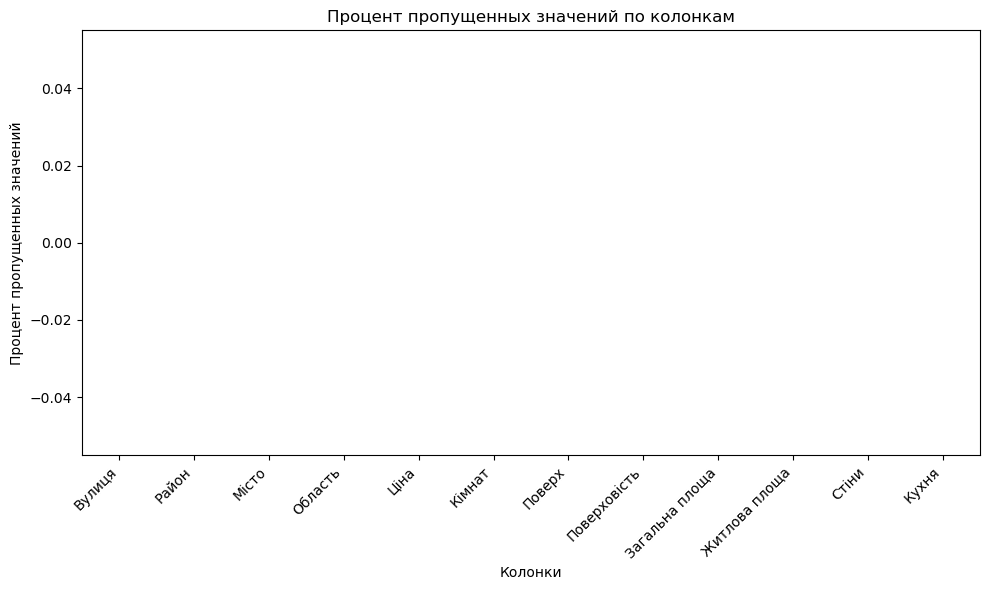 Процент пропущенных значений по колонкам
Процент пропущенных значений
0.04
0.02
0.00
−0.02
−0.04
Вулиця
Район
Місто
Область
Ціна
Кімнат
Поверх
Поверховість
Загальна площа
Житлова площа
Стіни
Кухня
Колонки